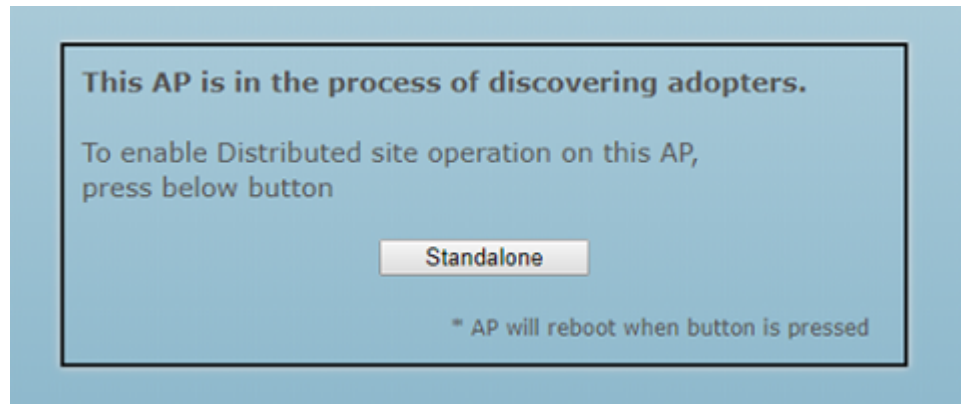 This AP is in the process of discovering adopters.
To enable Distributed site operation on this AP,
press below button
Standalone
* AP will reboot when button is pressed